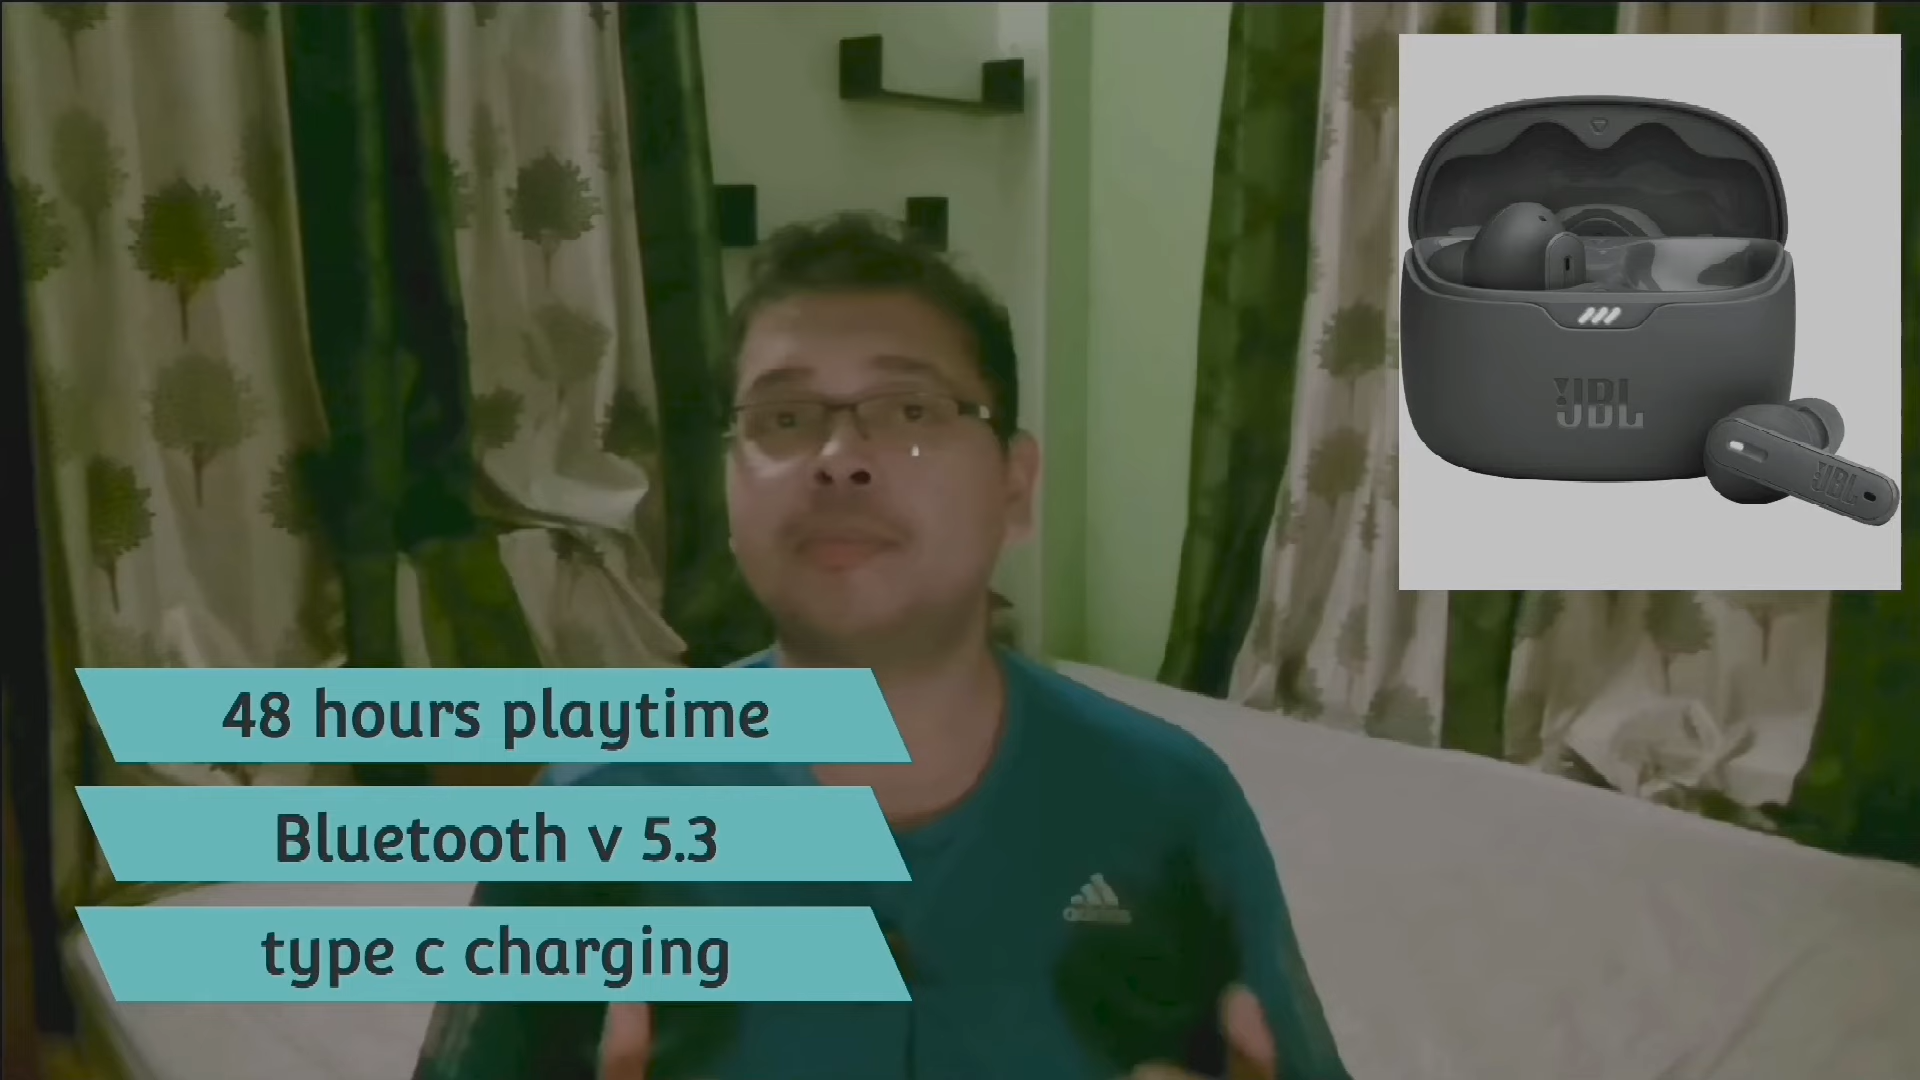 JBL
JBL
48 hours playtime
Bluetooth v 5.3
type c charging
adidas